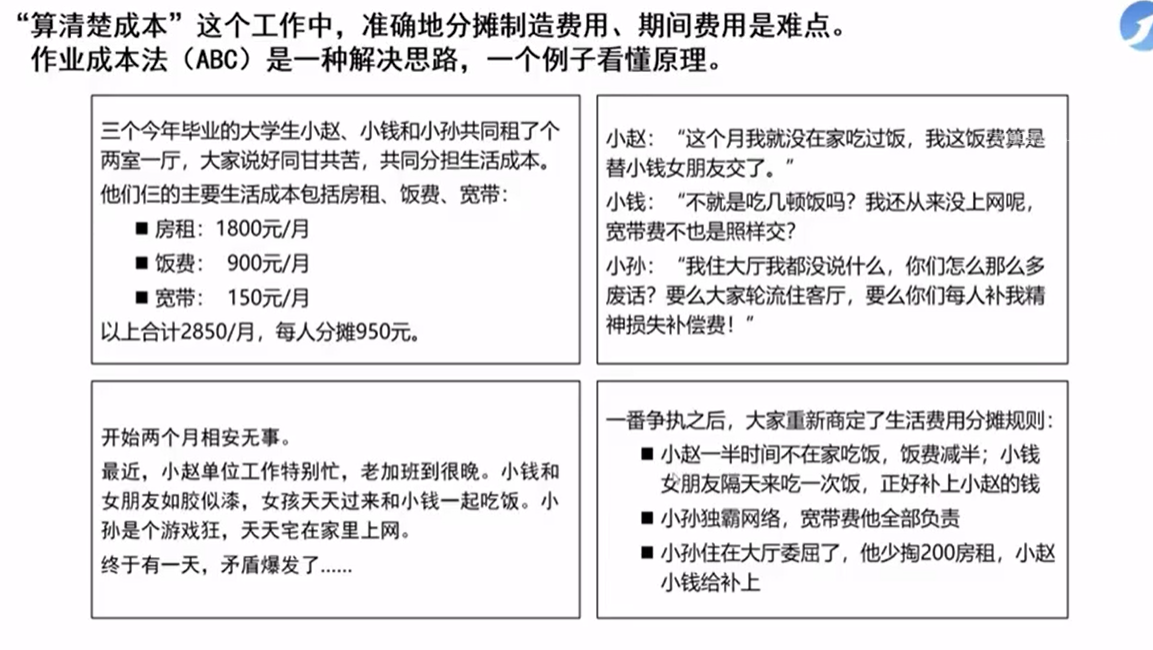 “算清楚成本”这个工作中，准确地分摊制造费用、期间费用是难点。
作业成本法（ABC）是一种解决思路，一个例子看懂原理。
三个今年毕业的大学生小赵、小钱和小孙共同租了个
两室一厅，大家说好同甘共苦，共同分担生活成本。
他们仨的主要生活成本包括房租、饭费、宽带：
■ 房租：1800元/月
■ 饭费： 900元/月
■ 宽带： 150元/月
以上合计2850/月，每人分摊950元。
小赵：“这个月我就没在家吃过饭，我这饭费算是
替小钱女朋友交了。”
小钱：“不就是吃几顿饭吗？我还从来没上网呢，
宽带费不也是照样交？
小孙：“我住大厅我都没说什么，你们怎么那么多
废话？要么大家轮流住客厅，要么你们每人补我精
神损失补偿费！”
开始两个月相安无事。
最近，小赵单位工作特别忙，老加班到很晚。小钱和
女朋友如胶似漆，女孩天天过来和小钱一起吃饭。小
孙是个游戏狂，天天宅在家里上网。
终于有一天，矛盾爆发了......
一番争执之后，大家重新商定了生活费用分摊规则：
■ 小赵一半时间不在家吃饭，饭费减半；小钱
女朋友隔天来吃一次饭，正好补上小赵的钱
■ 小孙独霸网络，宽带费他全部负责
■ 小孙住在大厅委屈了，他少掏200房租，小赵
小钱给补上